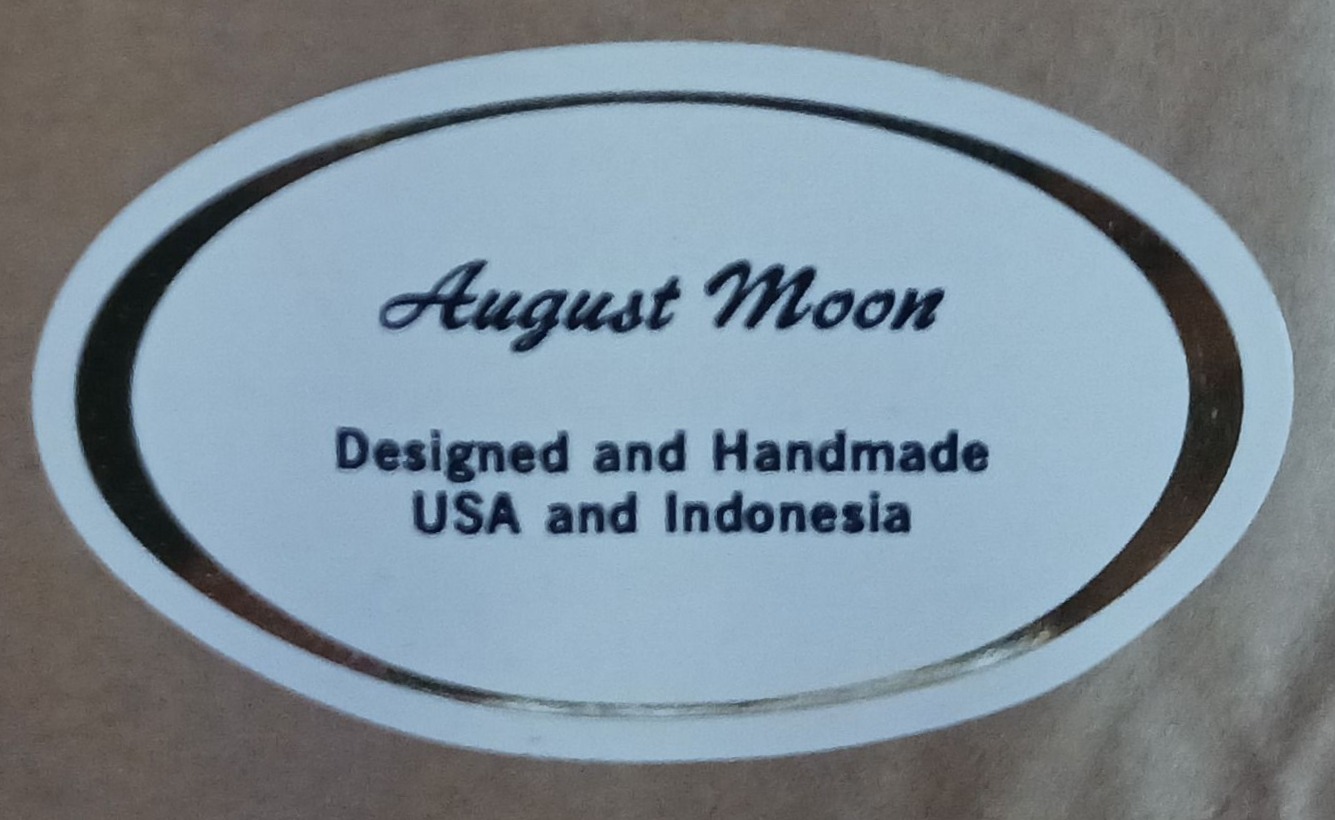 August Moon
Designed and Handmade
USA and Indonesia